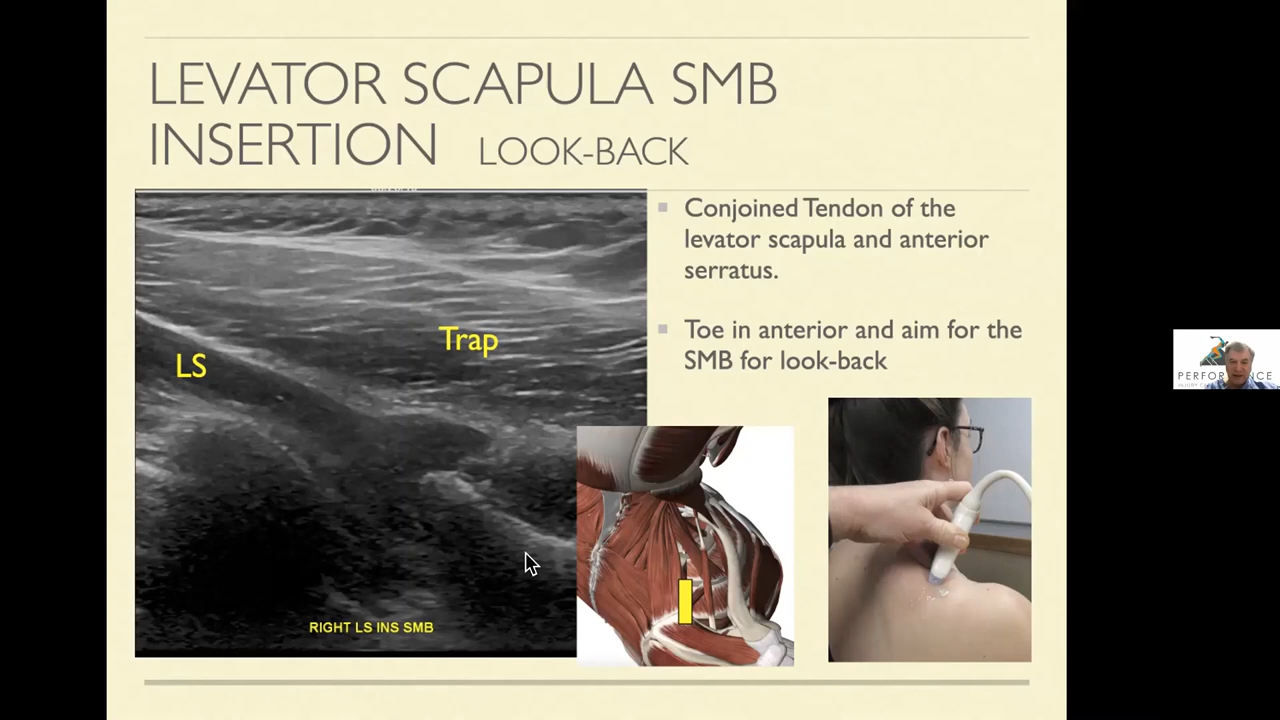 LEVATOR SCAPULA SMB
INSERTION LOOK-BACK
Conjoined Tendon of the
levator scapula and anterior
serratus.
Toe in anterior and aim for the
SMB for look-back
Trap
LS
RIGHT LS INS SMB